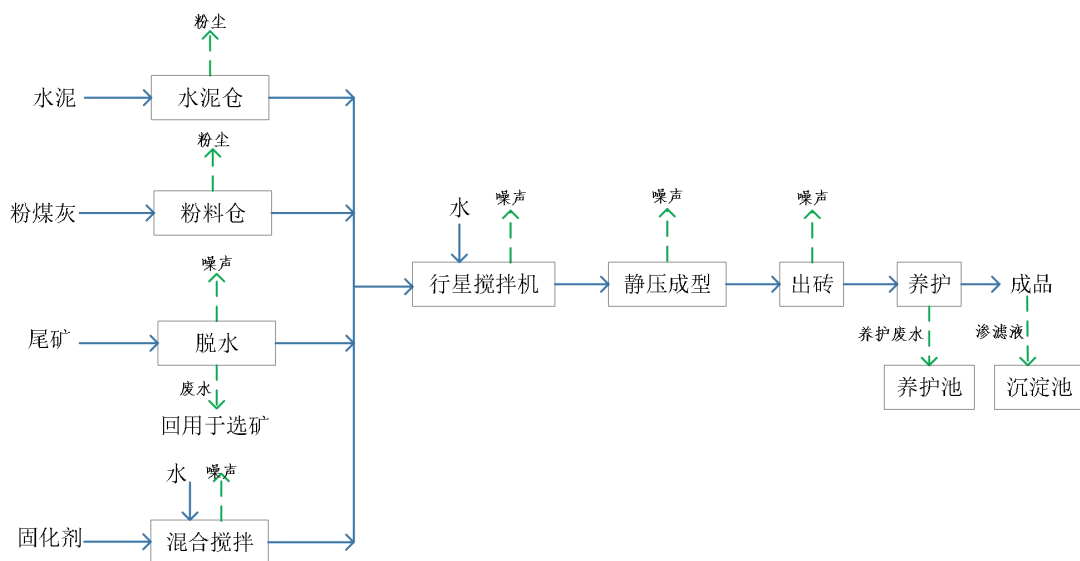 粉尘
水泥
水泥仓
粉尘
粉煤灰
粉料仓
水
噪声
噪声
噪声
噪声
行星搅拌机
静压成型
出砖
养护
成品
尾矿
脱水
养护废水
渗滤液
废水
回用于选矿
养护池
沉淀池
水
噪声
固化剂
混合搅拌